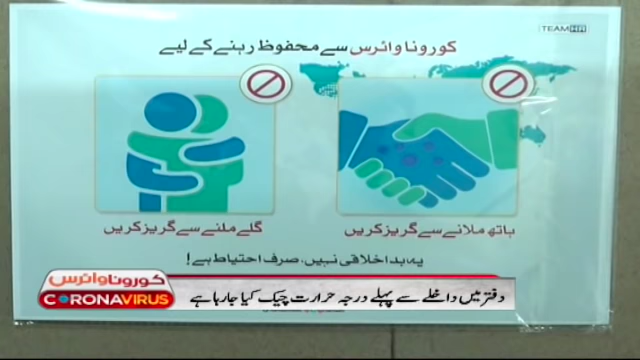 TEAM HR
کورونا وائرس سے محفوظ رہنے کے لیے
ہاتھ ملانے سے گریز کریں
گلے ملنے سے گریز کریں
یہ بداخلاقی نہیں، صرف احتیاط ہے!
کورونا وائرس
CORONAVIRUS
دفتر میں داخلے سے پہلے درجہ حرارت چیک کیا جا رہا ہے